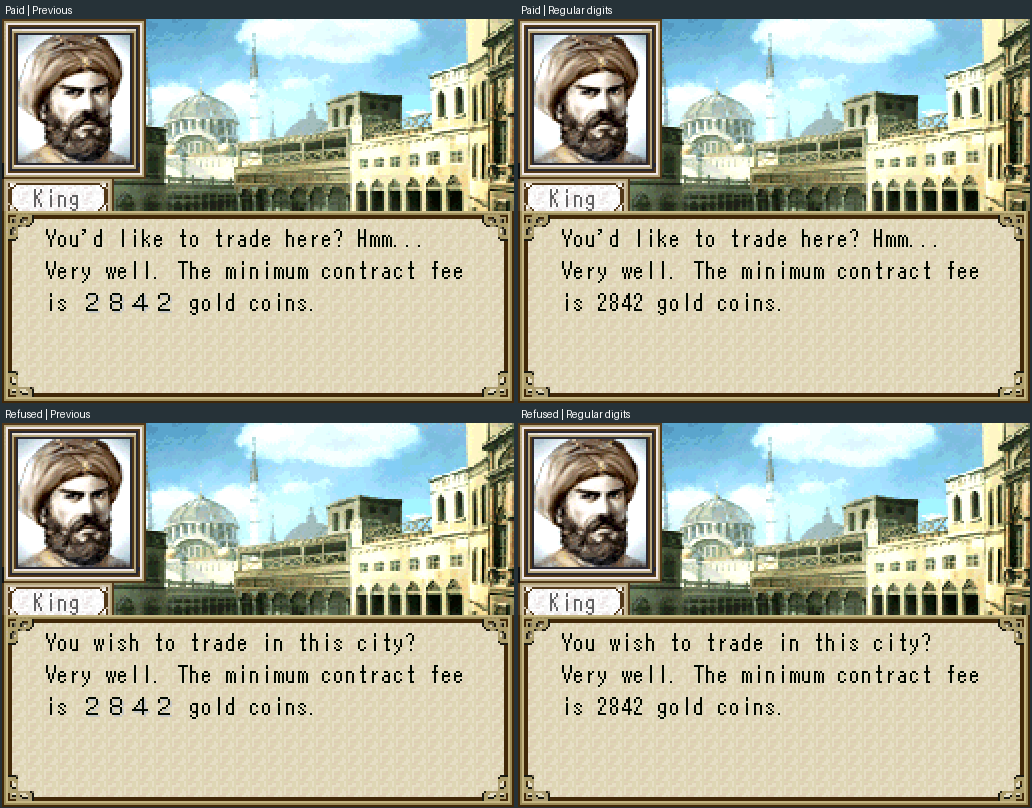 Paid | Previous
King
You'd like to trade here? Hmm...
Very well. The minimum contract fee
is ２８４２ gold coins.
Paid | Regular digits
King
You'd like to trade here? Hmm...
Very well. The minimum contract fee
is 2842 gold coins.
Refused | Previous
King
You wish to trade in this city?
Very well. The minimum contract fee
is ２８４２ gold coins.
Refused | Regular digits
King
You wish to trade in this city?
Very well. The minimum contract fee
is 2842 gold coins.